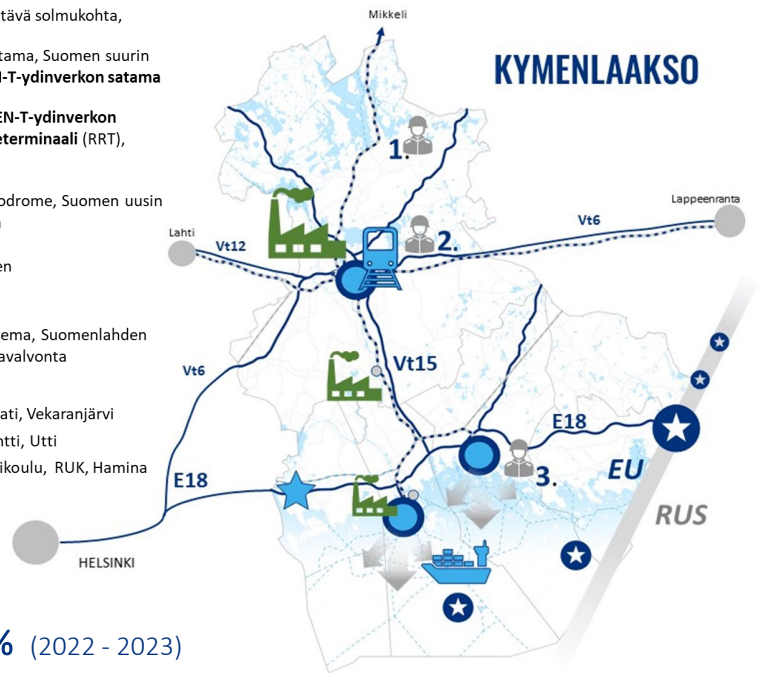 tävä solmukohta,
tama, Suomen suurin
N-T-ydinverkon satama
EN-T-ydinverkon
eterminaali (RRT),
odrome, Suomen uusin
en
ema, Suomenlahden
avalvonta
ati, Vekaranjärvi
ntti, Utti
ikoulu, RUK, Hamina
% (2022 - 2023)
KYMENLAAKSO
Mikkeli
1.
2.
Lappeenranta
Vt6
Lahti
Vt12
Vt15
Vt6
E18
EU
RUS
3.
E18
HELSINKI